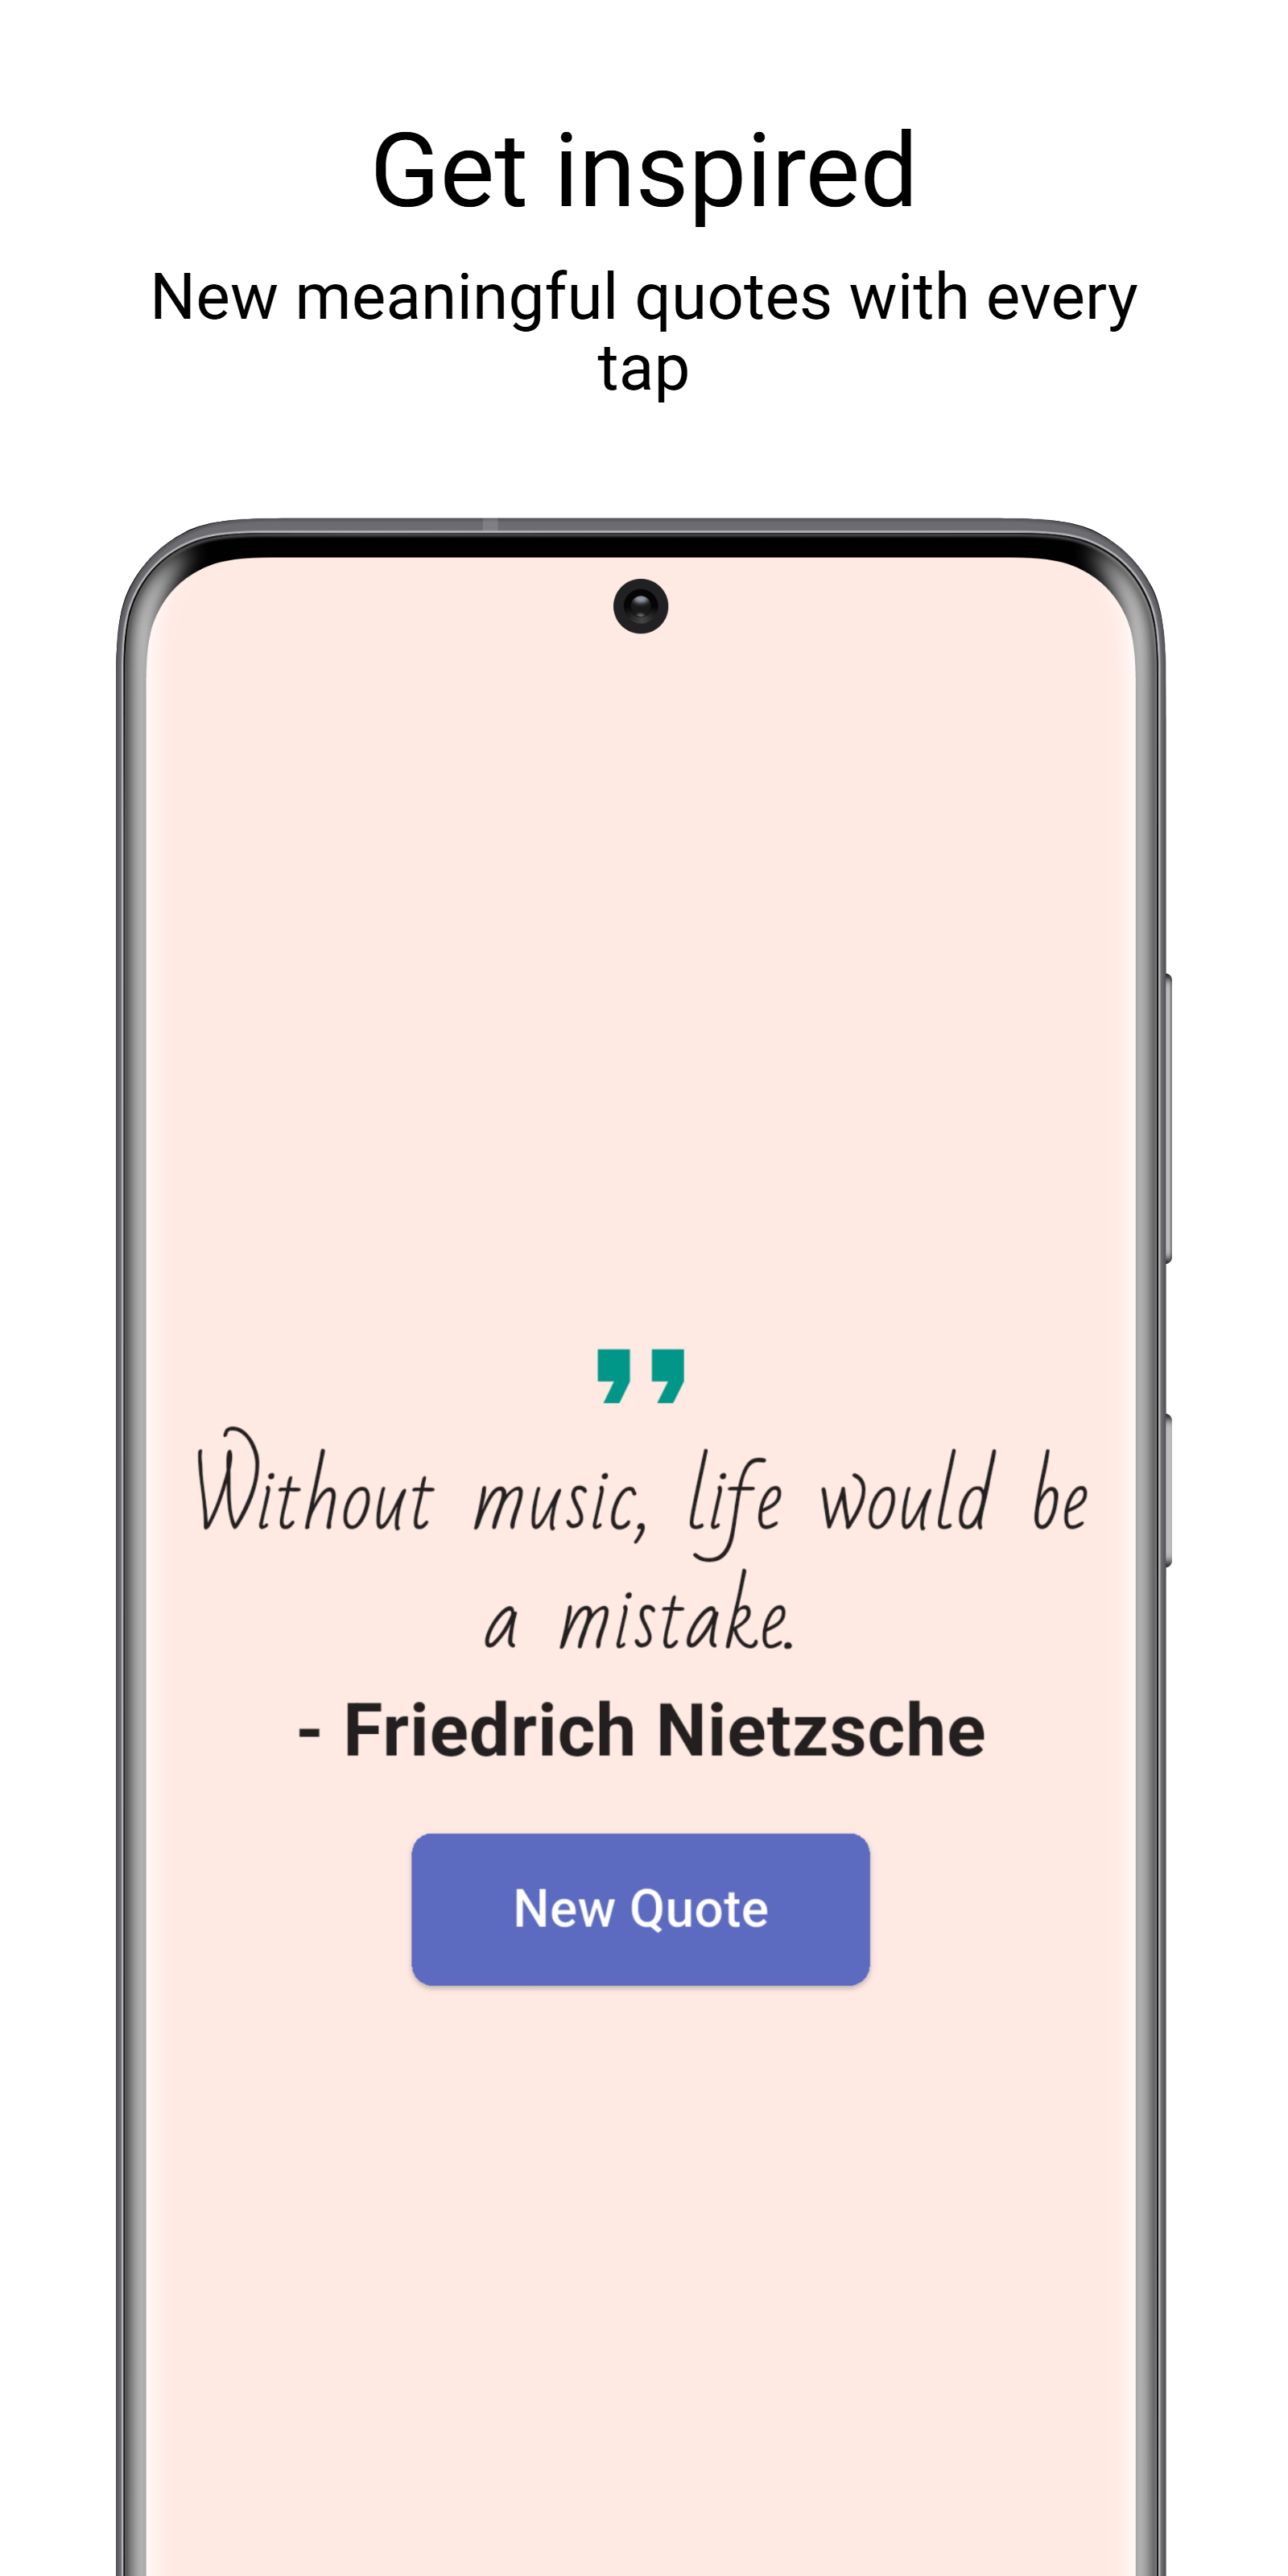 Get inspired
New meaningful quotes with every
tap
”
Without music, life would be
a mistake.
- Friedrich Nietzsche
New Quote